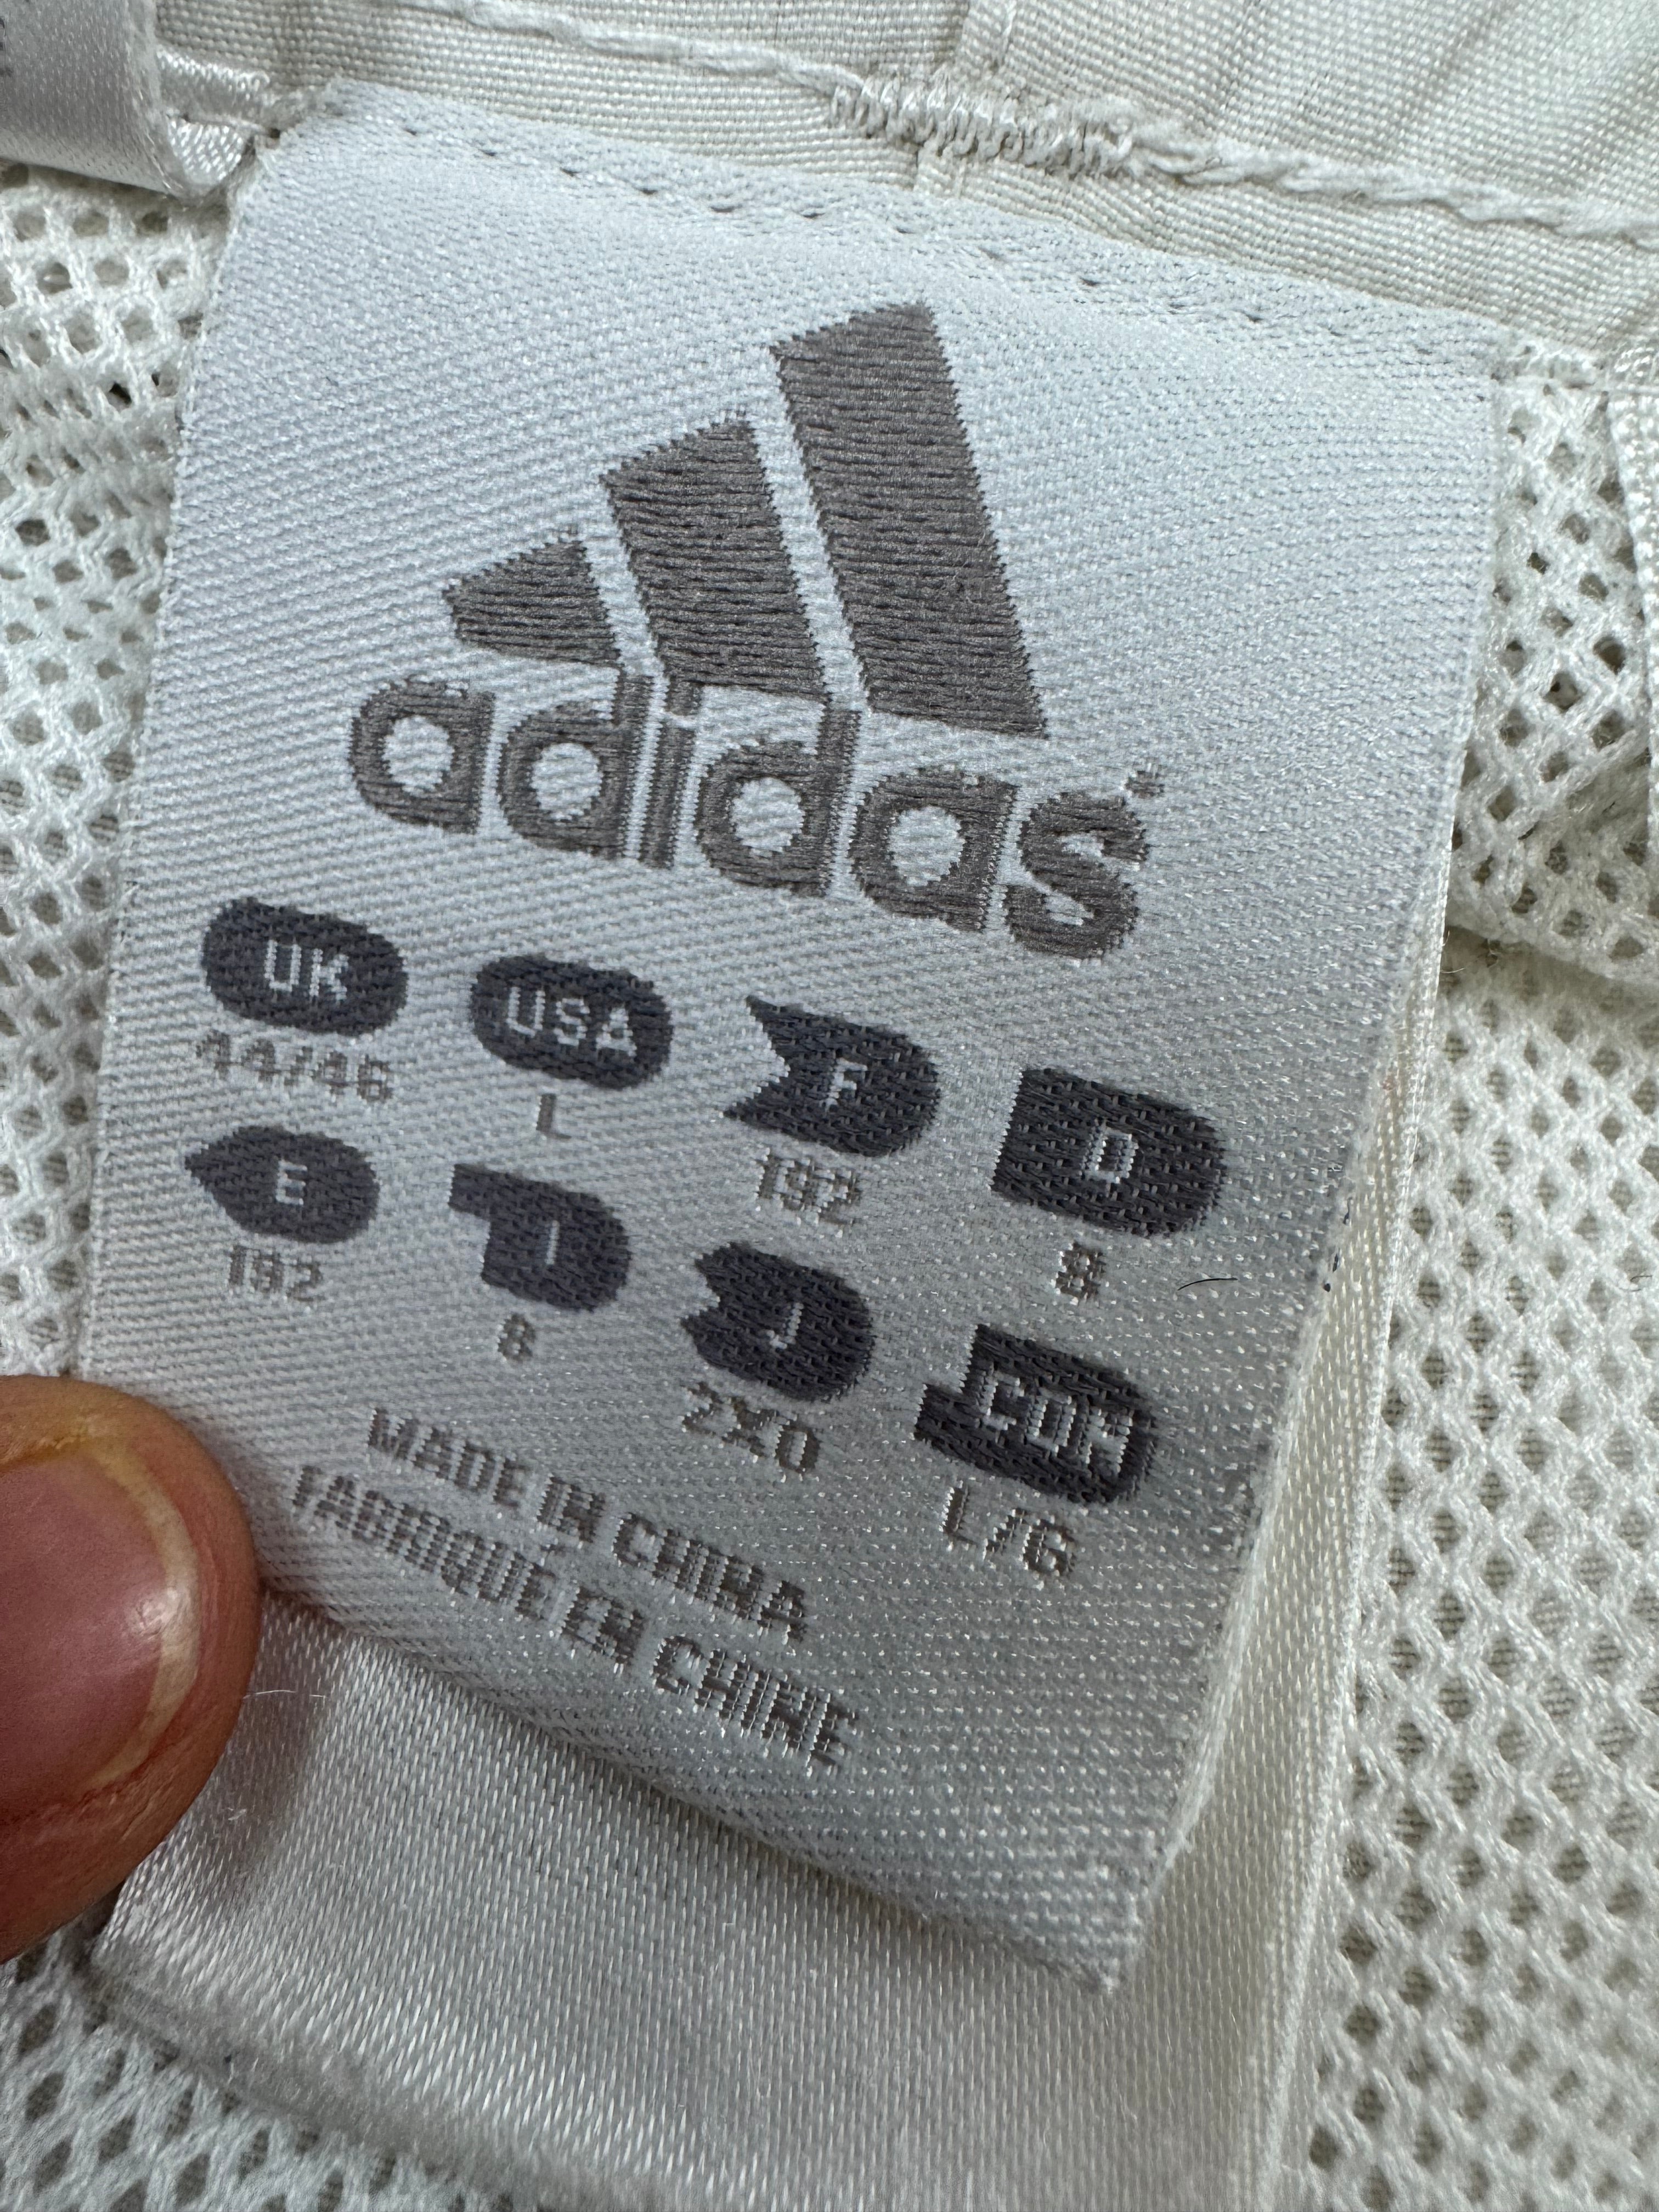 adidas
UK USA F D
44/46 L 192 8
E I J CDN
192 8 2XO L/G
MADE IN CHINA
FABRIQUÉ EN CHINE